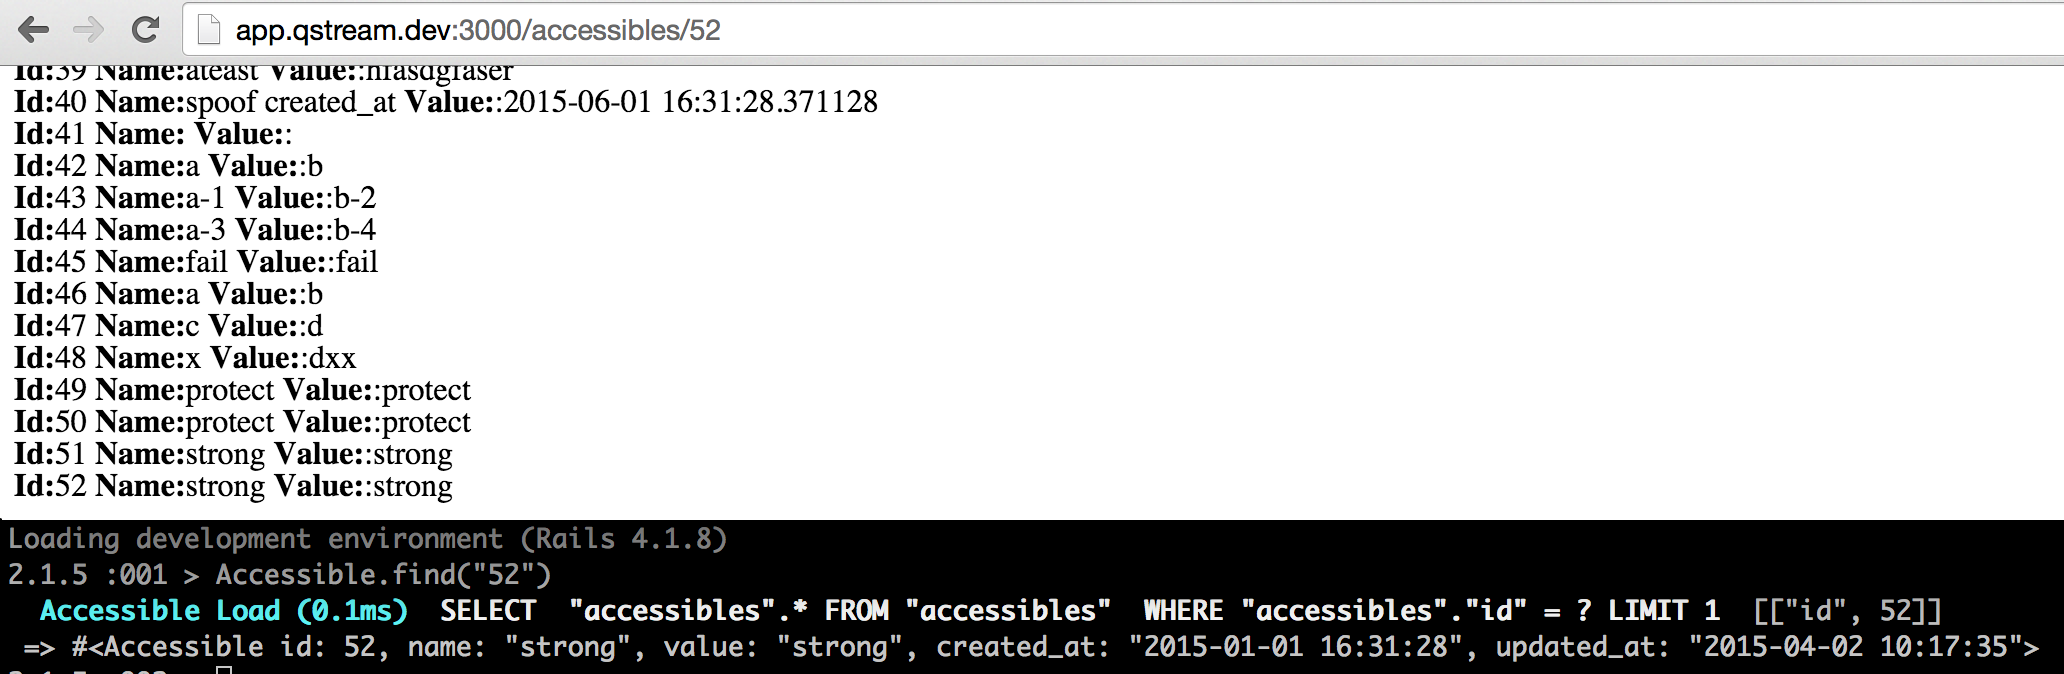 app.qstream.dev:3000/accessibles/52
Id:39 Name:ateast Value::hfasdgfaser
Id:40 Name:spoof created_at Value::2015-06-01 16:31:28.371128
Id:41 Name: Value::
Id:42 Name:a Value::b
Id:43 Name:a-1 Value::b-2
Id:44 Name:a-3 Value::b-4
Id:45 Name:fail Value::fail
Id:46 Name:a Value::b
Id:47 Name:c Value::d
Id:48 Name:x Value::dxx
Id:49 Name:protect Value::protect
Id:50 Name:protect Value::protect
Id:51 Name:strong Value::strong
Id:52 Name:strong Value::strong
Loading development environment (Rails 4.1.8)
2.1.5 :001 > Accessible.find("52")
Accessible Load (0.1ms)  SELECT  "accessibles".* FROM "accessibles"  WHERE "accessibles"."id" = ? LIMIT 1  [["id", 52]]
=> #<Accessible id: 52, name: "strong", value: "strong", created_at: "2015-01-01 16:31:28", updated_at: "2015-04-02 10:17:35">